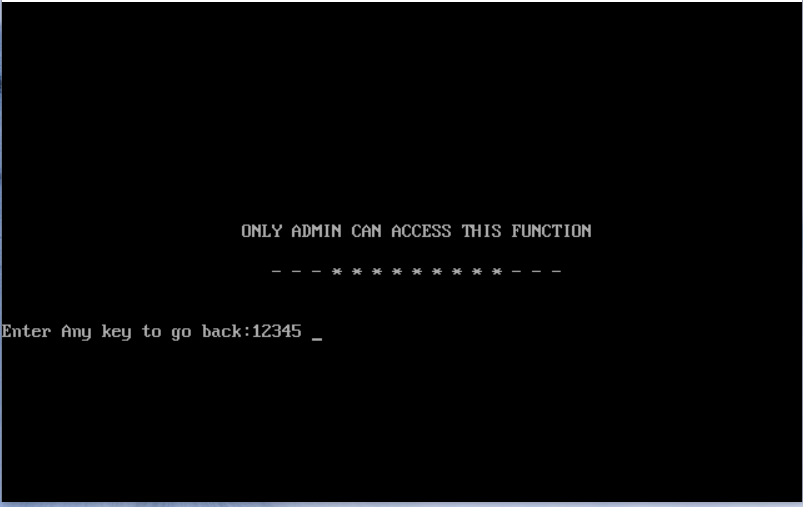 ONLY ADMIN CAN ACCESS THIS FUNCTION
- - - * * * * * * * * * - - -
Enter Any key to go back:12345 _